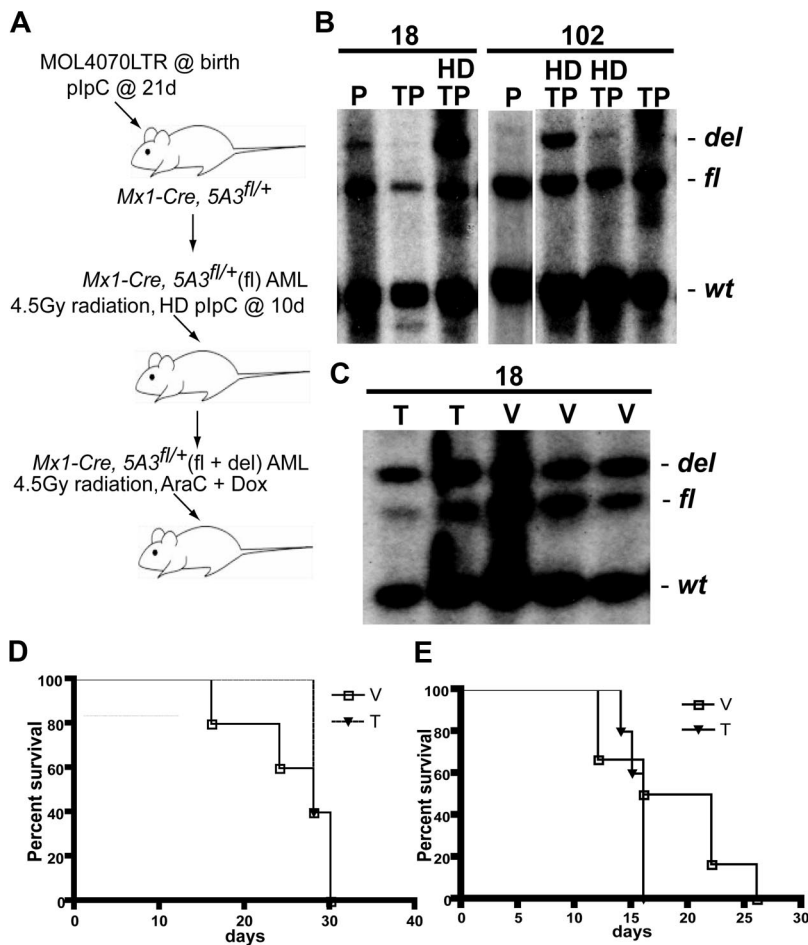 A
MOL4070LTR @ birth
pIpC @ 21d
Mx1-Cre, 5A3fl/+
Mx1-Cre, 5A3fl/+(fl) AML
4.5Gy radiation, HD pIpC @ 10d
Mx1-Cre, 5A3fl/+(fl + del) AML
4.5Gy radiation, AraC + Dox
B
18
102
HD HD HD
P TP TP P TP TP TP
- del
- fl
- wt
C
18
T T V V V
- del
- fl
- wt
D
Percent survival
100
80
60
40
20
0
0 10 20 30 40
days
V
T
E
Percent survival
100
80
60
40
20
0
0 5 10 15 20 25 30
days
V
T